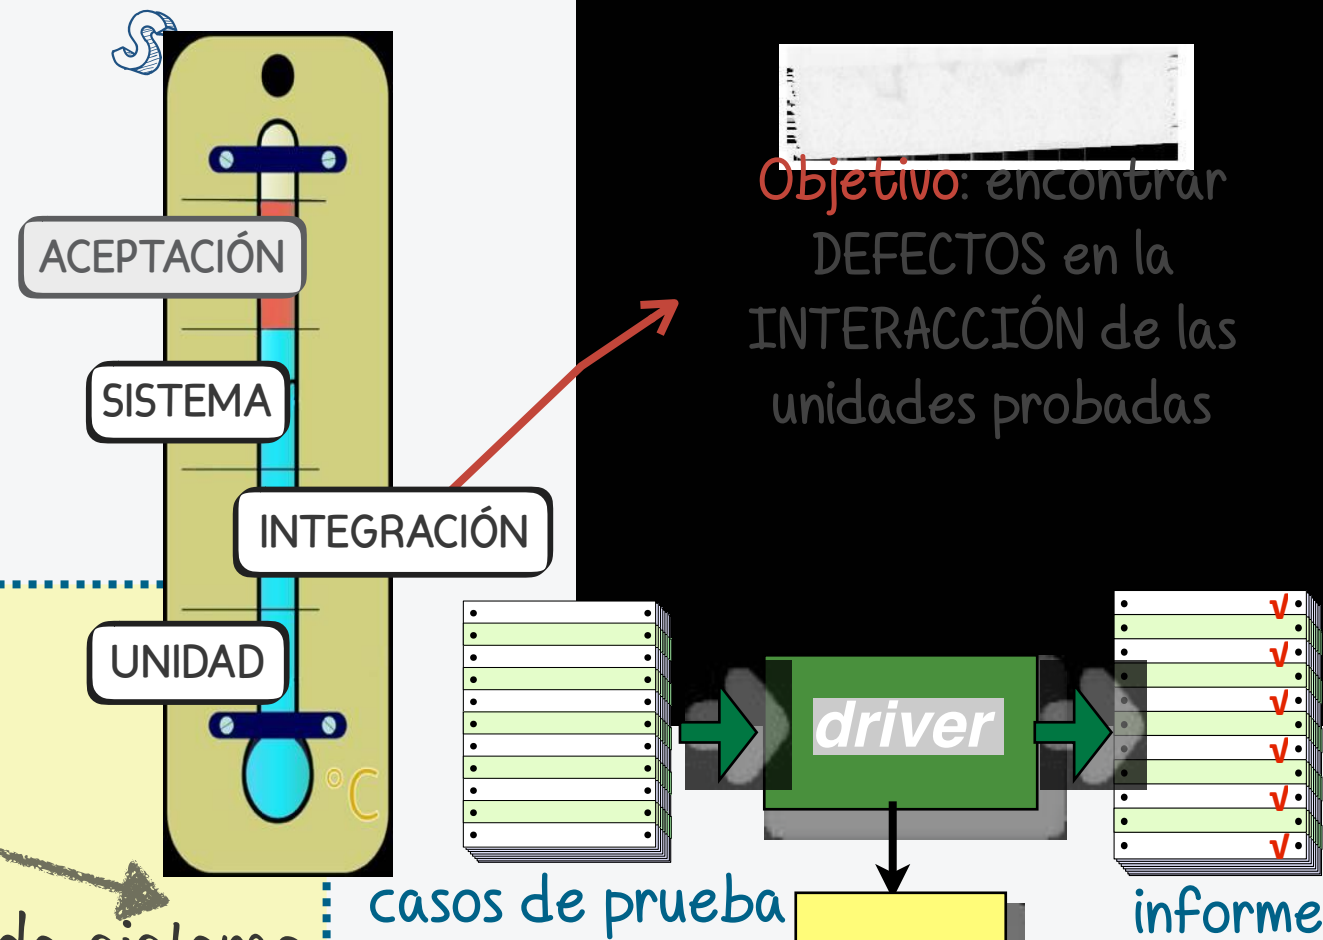 S
Objetivo: encontrar
DEFECTOS en la
INTERACCIÓN de las
unidades probadas
ACEPTACIÓN
SISTEMA
INTEGRACIÓN
UNIDAD
°C
driver
casos de prueba
informe